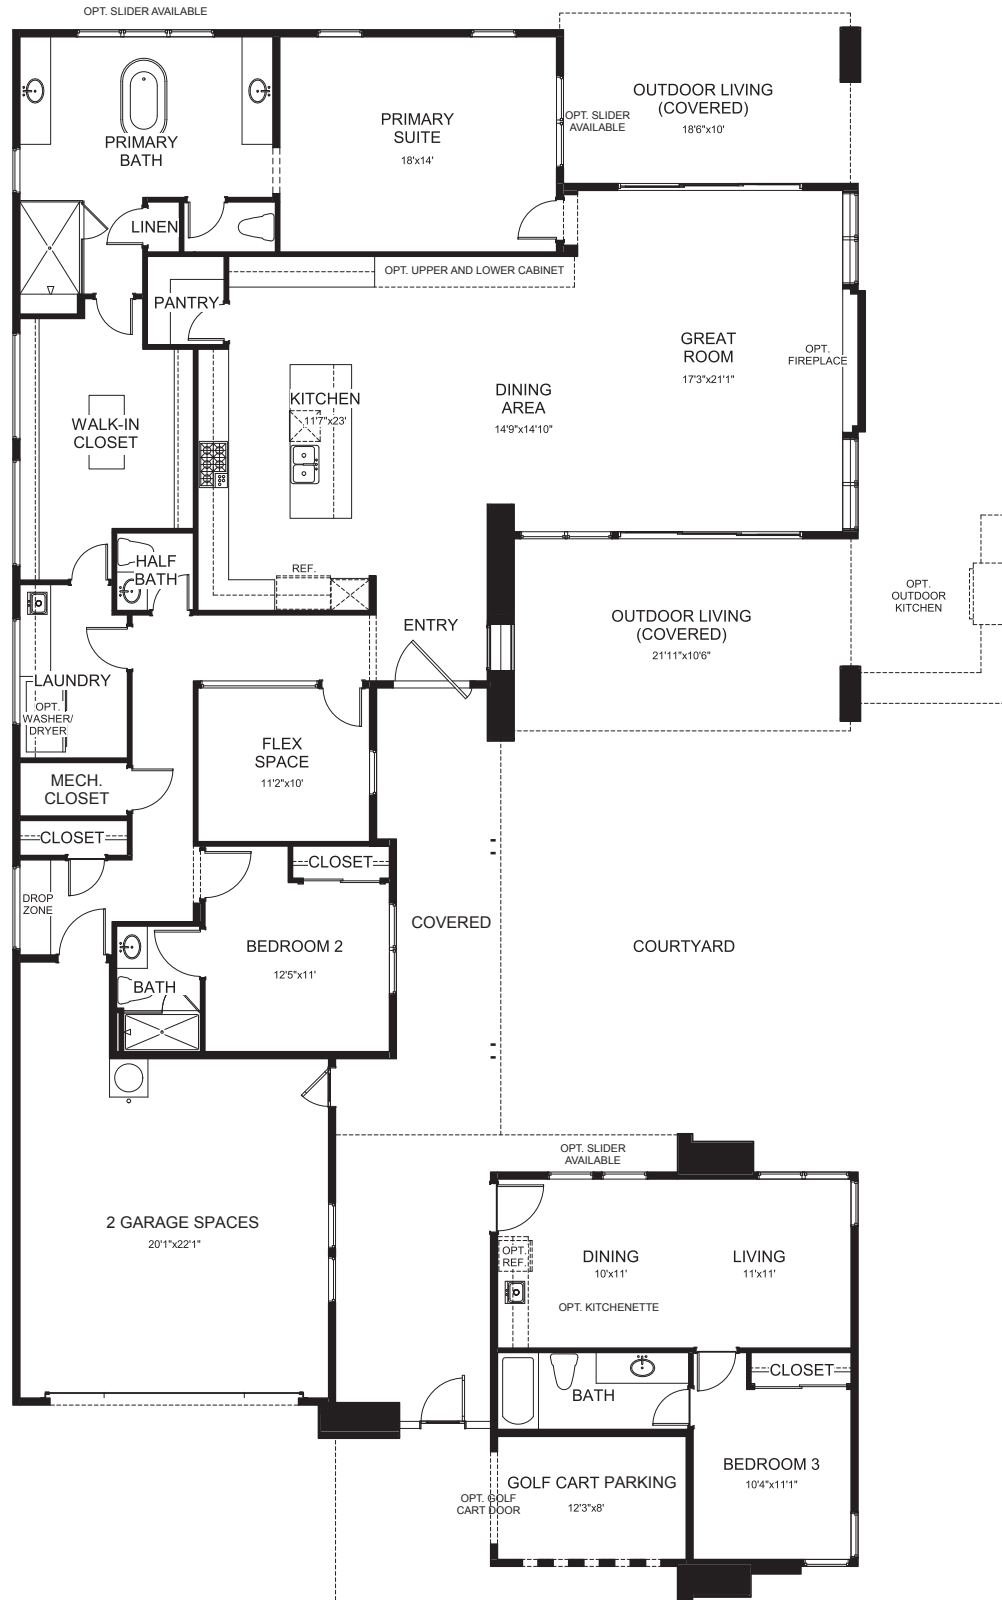 OPT. SLIDER AVAILABLE
PRIMARY
BATH
PRIMARY
SUITE
18'x14'
OPT. SLIDER
AVAILABLE
OUTDOOR LIVING
(COVERED)
18'6"x10'
LINEN
PANTRY
OPT. UPPER AND LOWER CABINET
GREAT
ROOM
17'3"x21'1"
OPT.
FIREPLACE
KITCHEN
11'7"x23'
DINING
AREA
14'9"x14'10"
WALK-IN
CLOSET
HALF
BATH
REF.
ENTRY
OUTDOOR LIVING
(COVERED)
21'11"x10'6"
OPT.
OUTDOOR
KITCHEN
LAUNDRY
OPT.
WASHER/
DRYER
FLEX
SPACE
11'2"x10'
MECH.
CLOSET
CLOSET
CLOSET
DROP
ZONE
COVERED
BEDROOM 2
12'5"x11'
COURTYARD
BATH
OPT. SLIDER
AVAILABLE
2 GARAGE SPACES
20'1"x22'1"
OPT.
REF.
DINING
10'x11'
LIVING
11'x11'
OPT. KITCHENETTE
CLOSET
BATH
BEDROOM 3
10'4"x11'1"
GOLF CART PARKING
12'3"x8'
OPT. GOLF
CART DOOR